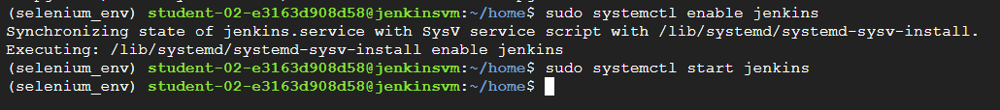 (selenium_env) student-02-e3163d908d58@jenkinsvm:~/home$ sudo systemctl enable jenkins
Synchronizing state of jenkins.service with SysV service script with /lib/systemd/systemd-sysv-install.
Executing: /lib/systemd/systemd-sysv-install enable jenkins
(selenium_env) student-02-e3163d908d58@jenkinsvm:~/home$ sudo systemctl start jenkins
(selenium_env) student-02-e3163d908d58@jenkinsvm:~/home$